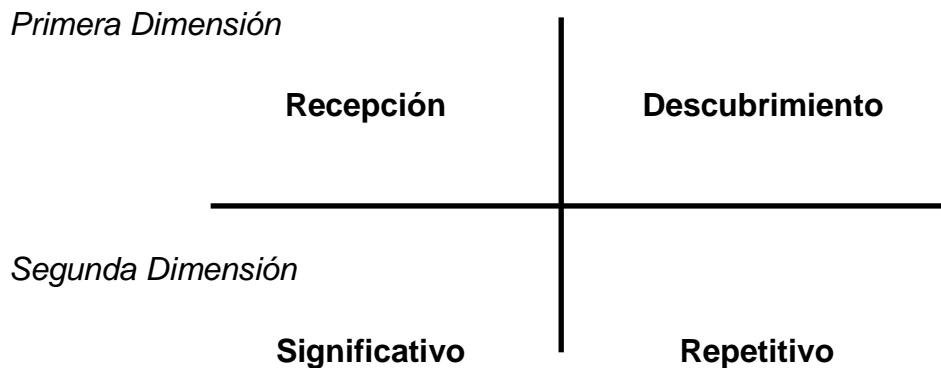 Primera Dimensión
Recepción Descubrimiento
Segunda Dimensión
Significativo Repetitivo